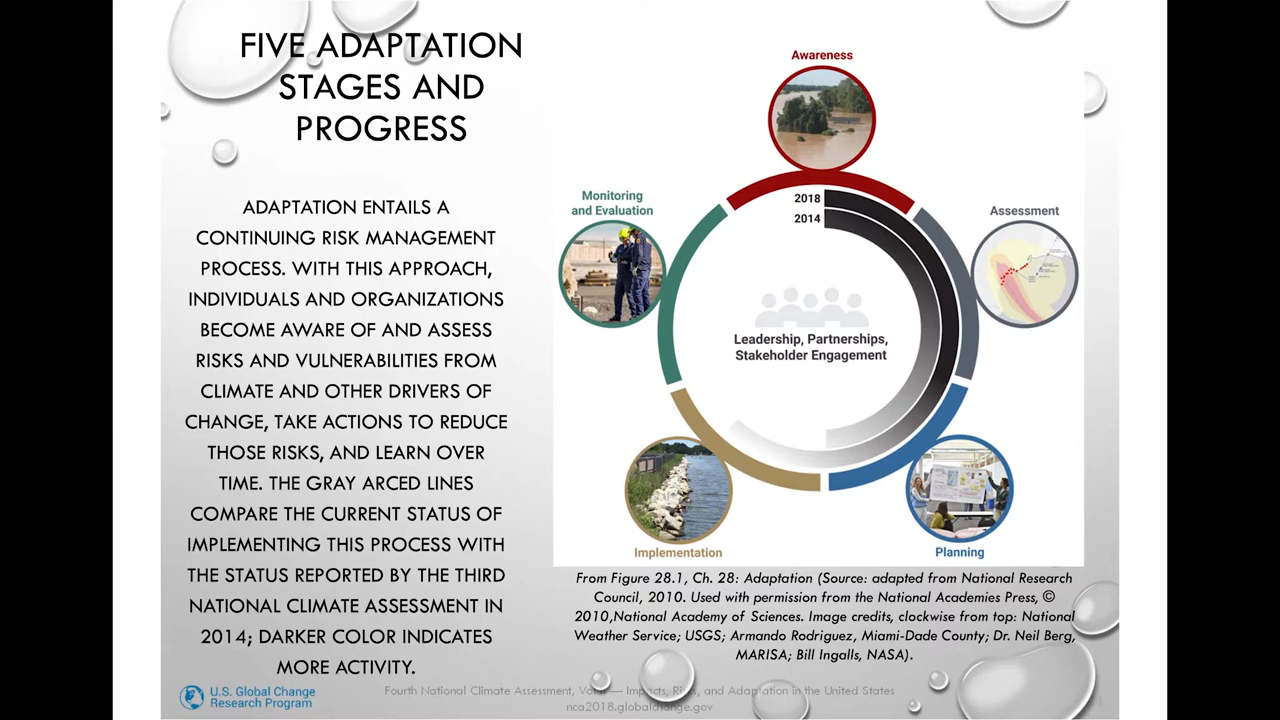 FIVE ADAPTATION
STAGES AND
PROGRESS
ADAPTATION ENTAILS A
CONTINUING RISK MANAGEMENT
PROCESS. WITH THIS APPROACH,
INDIVIDUALS AND ORGANIZATIONS
BECOME AWARE OF AND ASSESS
RISKS AND VULNERABILITIES FROM
CLIMATE AND OTHER DRIVERS OF
CHANGE, TAKE ACTIONS TO REDUCE
THOSE RISKS, AND LEARN OVER
TIME. THE GRAY ARCED LINES
COMPARE THE CURRENT STATUS OF
IMPLEMENTING THIS PROCESS WITH
THE STATUS REPORTED BY THE THIRD
NATIONAL CLIMATE ASSESSMENT IN
2014; DARKER COLOR INDICATES
MORE ACTIVITY.
Awareness
Monitoring
and Evaluation
2018
2014
Assessment
Leadership, Partnerships,
Stakeholder Engagement
Implementation
Planning
From Figure 28.1, Ch. 28: Adaptation (Source: adapted from National Research
Council, 2010. Used with permission from the National Academies Press, ©
2010,National Academy of Sciences. Image credits, clockwise from top: National
Weather Service; USGS; Armando Rodriguez, Miami-Dade County; Dr. Neil Berg,
MARISA; Bill Ingalls, NASA).
U.S. Global Change
Research Program
Fourth National Climate Assessment, Vol II — Impacts, Risks, and Adaptation in the United States
nca2018.globalchange.gov